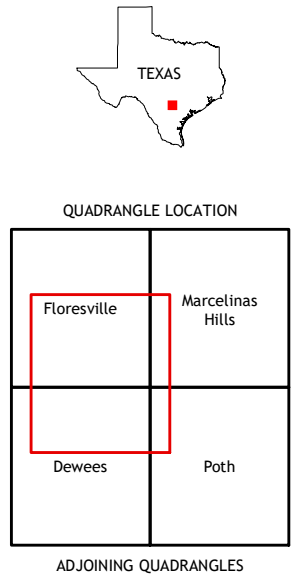 TEXAS
QUADRANGLE LOCATION
Floresville
Marcelinas
Hills
Dewees
Poth
ADJOINING QUADRANGLES